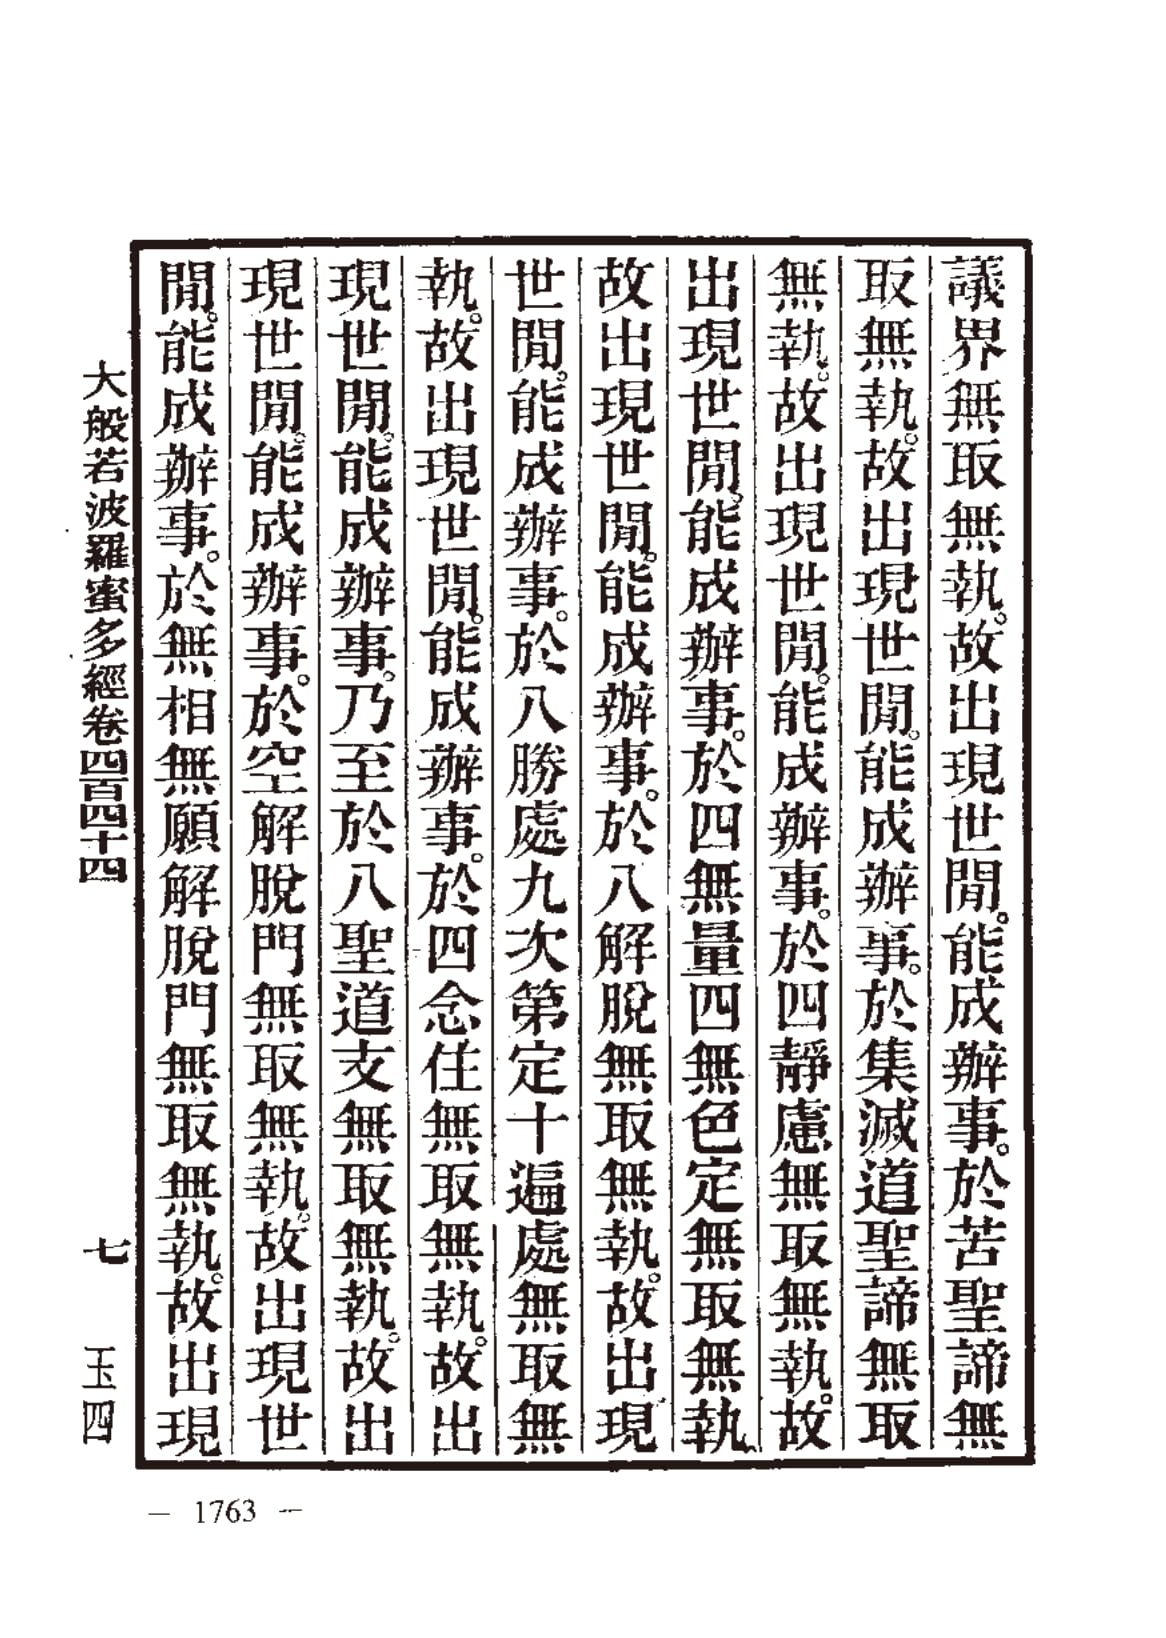 議界無取無執。故出現世閒。能成辦事。於苦聖諦無
取無執。故出現世閒。能成辦事。於集滅道聖諦無取
無執。故出現世閒。能成辦事。於四靜慮無取無執。故
出現世閒。能成辦事。於四無量四無色定無取無執。
故出現世閒。能成辦事。於八解脫無取無執。故出現
世閒。能成辦事。於八勝處九次第定十遍處無取無
執。故出現世閒。能成辦事。於四念住無取無執。故出
現世閒。能成辦事。乃至於八聖道支無取無執。故出
現世閒。能成辦事。於空解脫門無取無執。故出現世
閒。能成辦事。於無相無願解脫門無取無執。故出現
大般若波羅蜜多經卷四百四十四 七 玉四
— 1763 —